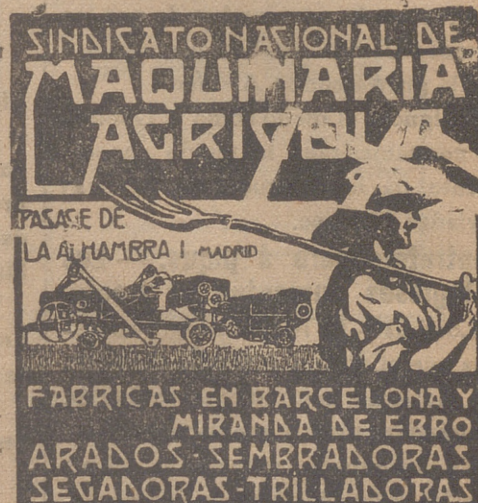 SINDICATO NACIONAL DE
MAQUINARIA
AGRICOLA
PASAGE DE
LA ALHAMBRA 1 MADRID
FABRICAS EN BARCELONA Y
MIRANDA DE EBRO
ARADOS-SEMBRADORAS
SEGADORAS-TRILLADORAS